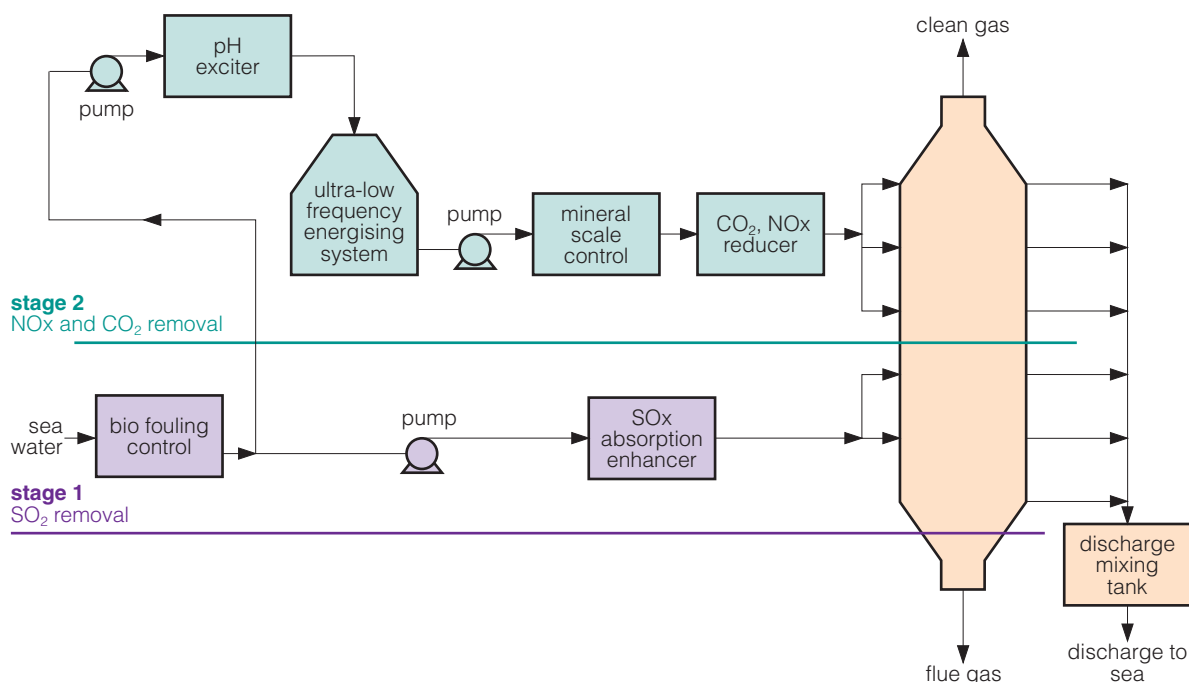 clean gas
pH
exciter
pump
ultra-low
frequency
energising
system
pump
mineral
scale
control
CO₂, NOx
reducer
stage 2
NOx and CO₂ removal
sea
water
bio fouling
control
pump
SOx
absorption
enhancer
stage 1
SO₂ removal
discharge
mixing
tank
flue gas
discharge to
sea